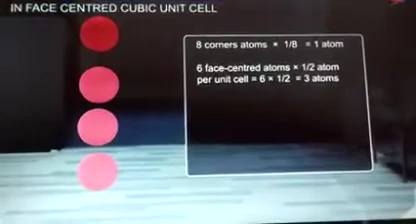 IN FACE CENTRED CUBIC UNIT CELL
8 corners atoms × 1/8 = 1 atom
6 face-centred atoms × 1/2 atom
per unit cell = 6 × 1/2 = 3 atoms